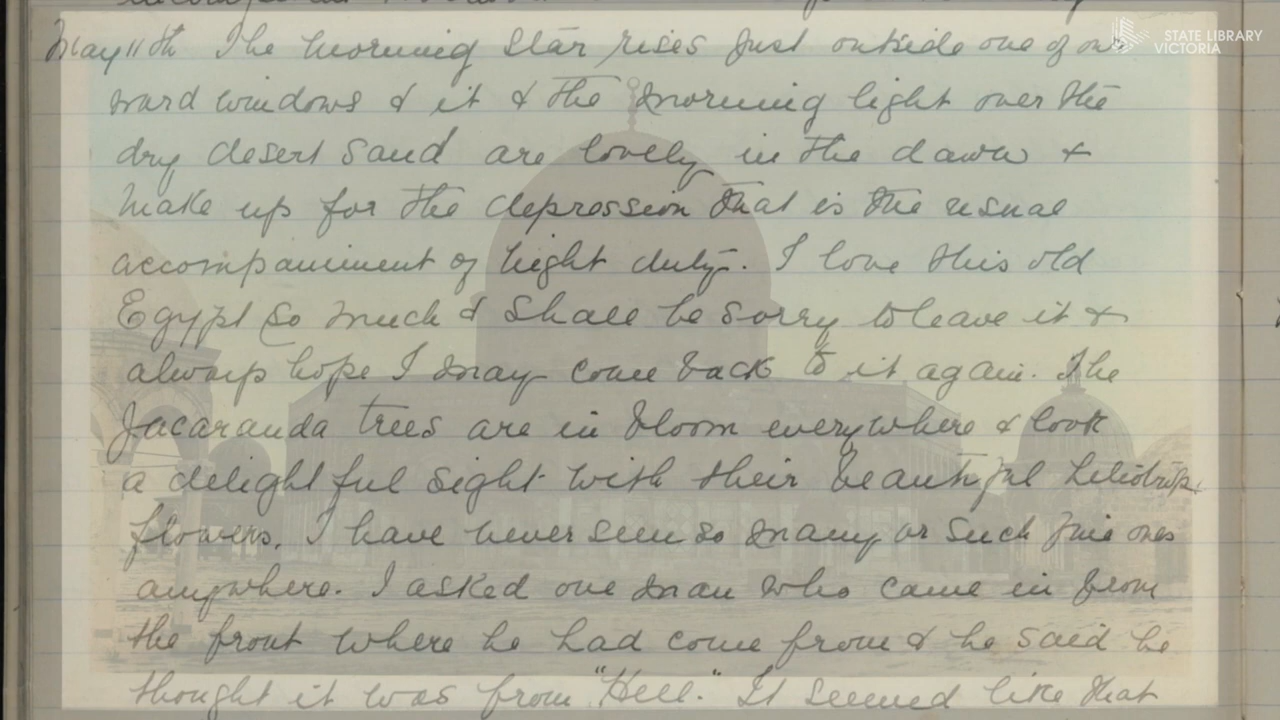 May 11th The morning star rises just outside one of our
STATE LIBRARY
VICTORIA
ward windows & it & the morning light over the
dry desert sand are lovely in the dawn &
make up for the depression that is the usual
accompaniment of night duty. I love this old
Egypt so much & shall be sorry to leave it &
always hope I may come back to it again. The
Jacaranda trees are in bloom everywhere & look
a delightful sight with their beautiful heliotrope
flowers. I have never seen so many or such fine ones
anywhere. I asked one man who came in from
the front where he had come from & he said he
thought it was from "Hell." It seemed like that